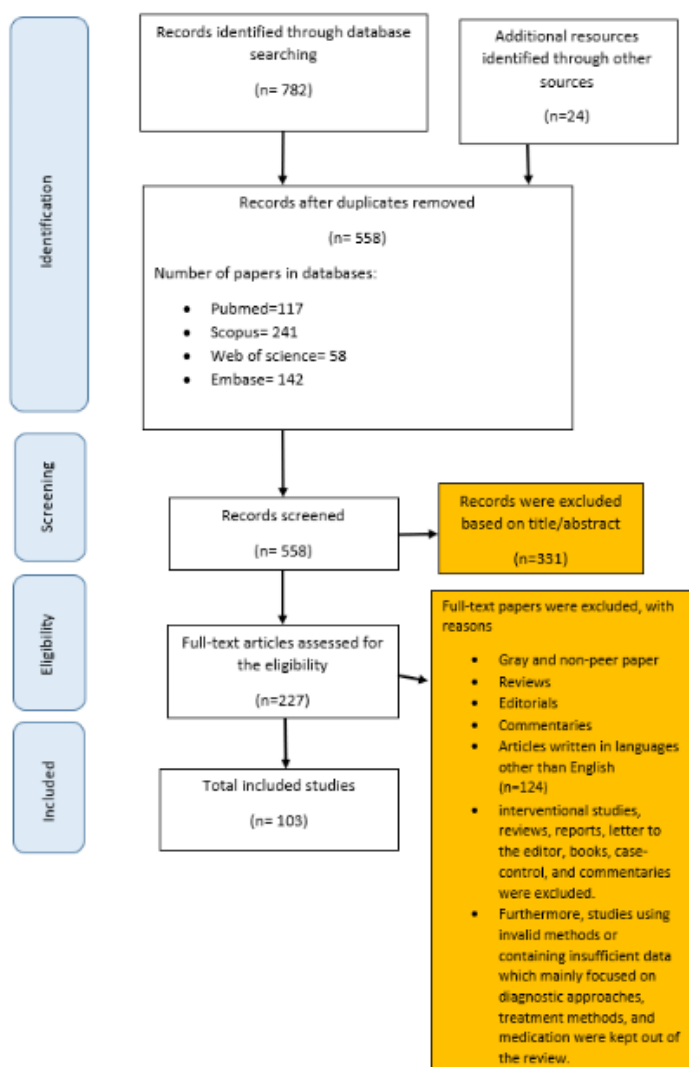 Records identified through database
searching
(n= 782)
Additional resources
identified through other
sources
(n=24)
Identification
Records after duplicates removed
(n= 558)
Number of papers in databases:
• Pubmed=117
• Scopus= 241
• Web of science= 58
• Embase= 142
Screening
Records screened
(n= 558)
Records were excluded
based on title/abstract
(n=331)
Eligibility
Full-text articles assessed for
the eligibility
(n=227)
Full-text papers were excluded, with
reasons
• Gray and non-peer paper
• Reviews
• Editorials
• Commentaries
• Articles written in languages
other than English
(n=124)
• interventional studies,
reviews, reports, letter to
the editor, books, case-
control, and commentaries
were excluded.
• Furthermore, studies using
invalid methods or
containing insufficient data
which mainly focused on
diagnostic approaches,
treatment methods, and
medication were kept out of
the review.
Included
Total included studies
(n= 103)